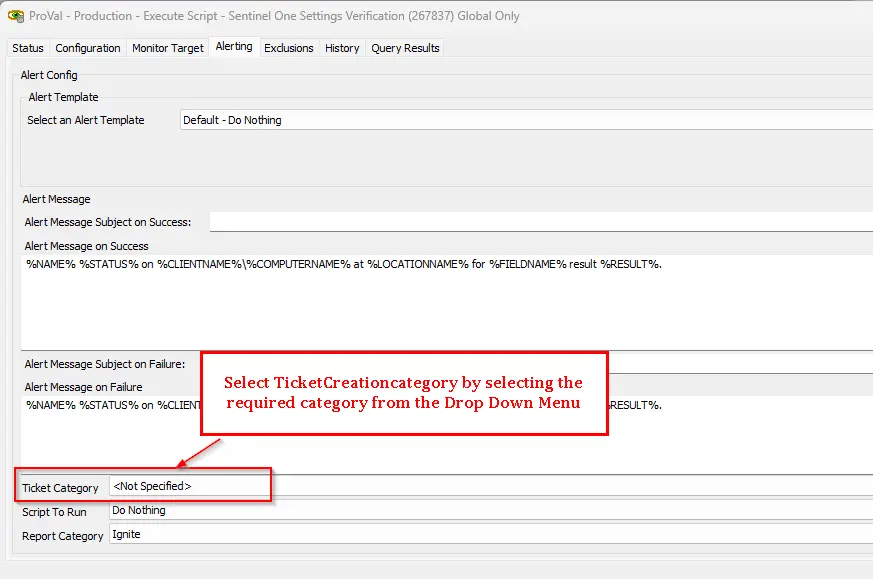 ProVal - Production - Execute Script - Sentinel One Settings Verification (267837) Global Only
Status Configuration Monitor Target Alerting Exclusions History Query Results
Alert Config
Alert Template
Select an Alert Template Default - Do Nothing
Alert Message
Alert Message Subject on Success:
Alert Message on Success
%NAME% %STATUS% on %CLIENTNAME%\%COMPUTERNAME% at %LOCATIONNAME% for %FIELDNAME% result %RESULT%.
Alert Message Subject on Failure:
Select TicketCreationcategory by selecting the
required category from the Drop Down Menu
Alert Message on Failure
%NAME% %STATUS% on %CLIEN RESULT%.
Ticket Category <Not Specified>
Script To Run Do Nothing
Report Category Ignite